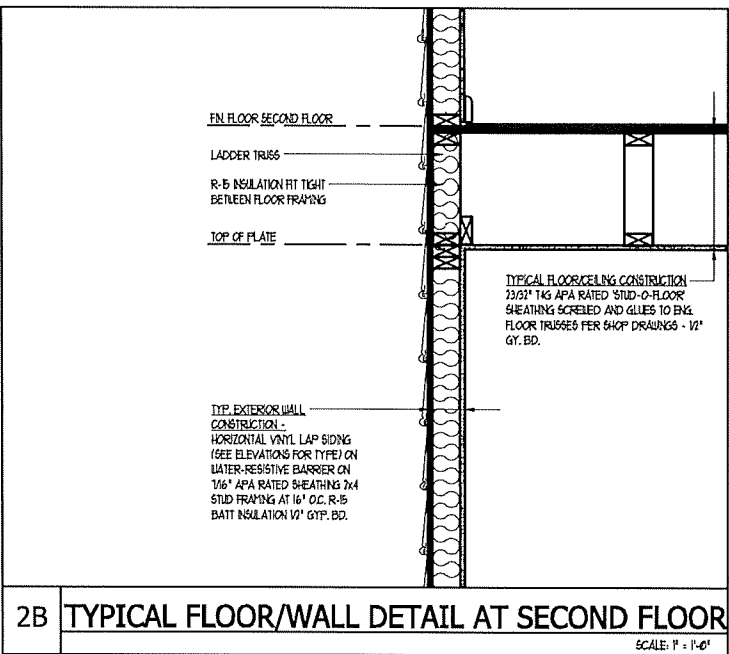 FN. FLOOR SECOND FLOOR
LADDER TRUSS
R-15 INSULATION FIT TIGHT
BETWEEN FLOOR FRAMING
TOP OF PLATE
TYPICAL FLOOR/CEILING CONSTRUCTION
23/32" T&G APA RATED 'STUD-O-FLOOR'
SHEATHING SCREWED AND GLUES TO ENG.
FLOOR TRUSSES PER SHOP DRAWINGS - 1/2"
GY. BD.
TYP. EXTERIOR WALL
CONSTRUCTION -
HORIZONTAL VINYL LAP SIDING
(SEE ELEVATIONS FOR TYPE) ON
WATER-RESISTIVE BARRIER ON
7/16" APA RATED SHEATHING 2x4
STUD FRAMING AT 16" O.C. R-15
BATT INSULATION 1/2" GYP. BD.
2B TYPICAL FLOOR/WALL DETAIL AT SECOND FLOOR
SCALE: 1" = 1'-0"